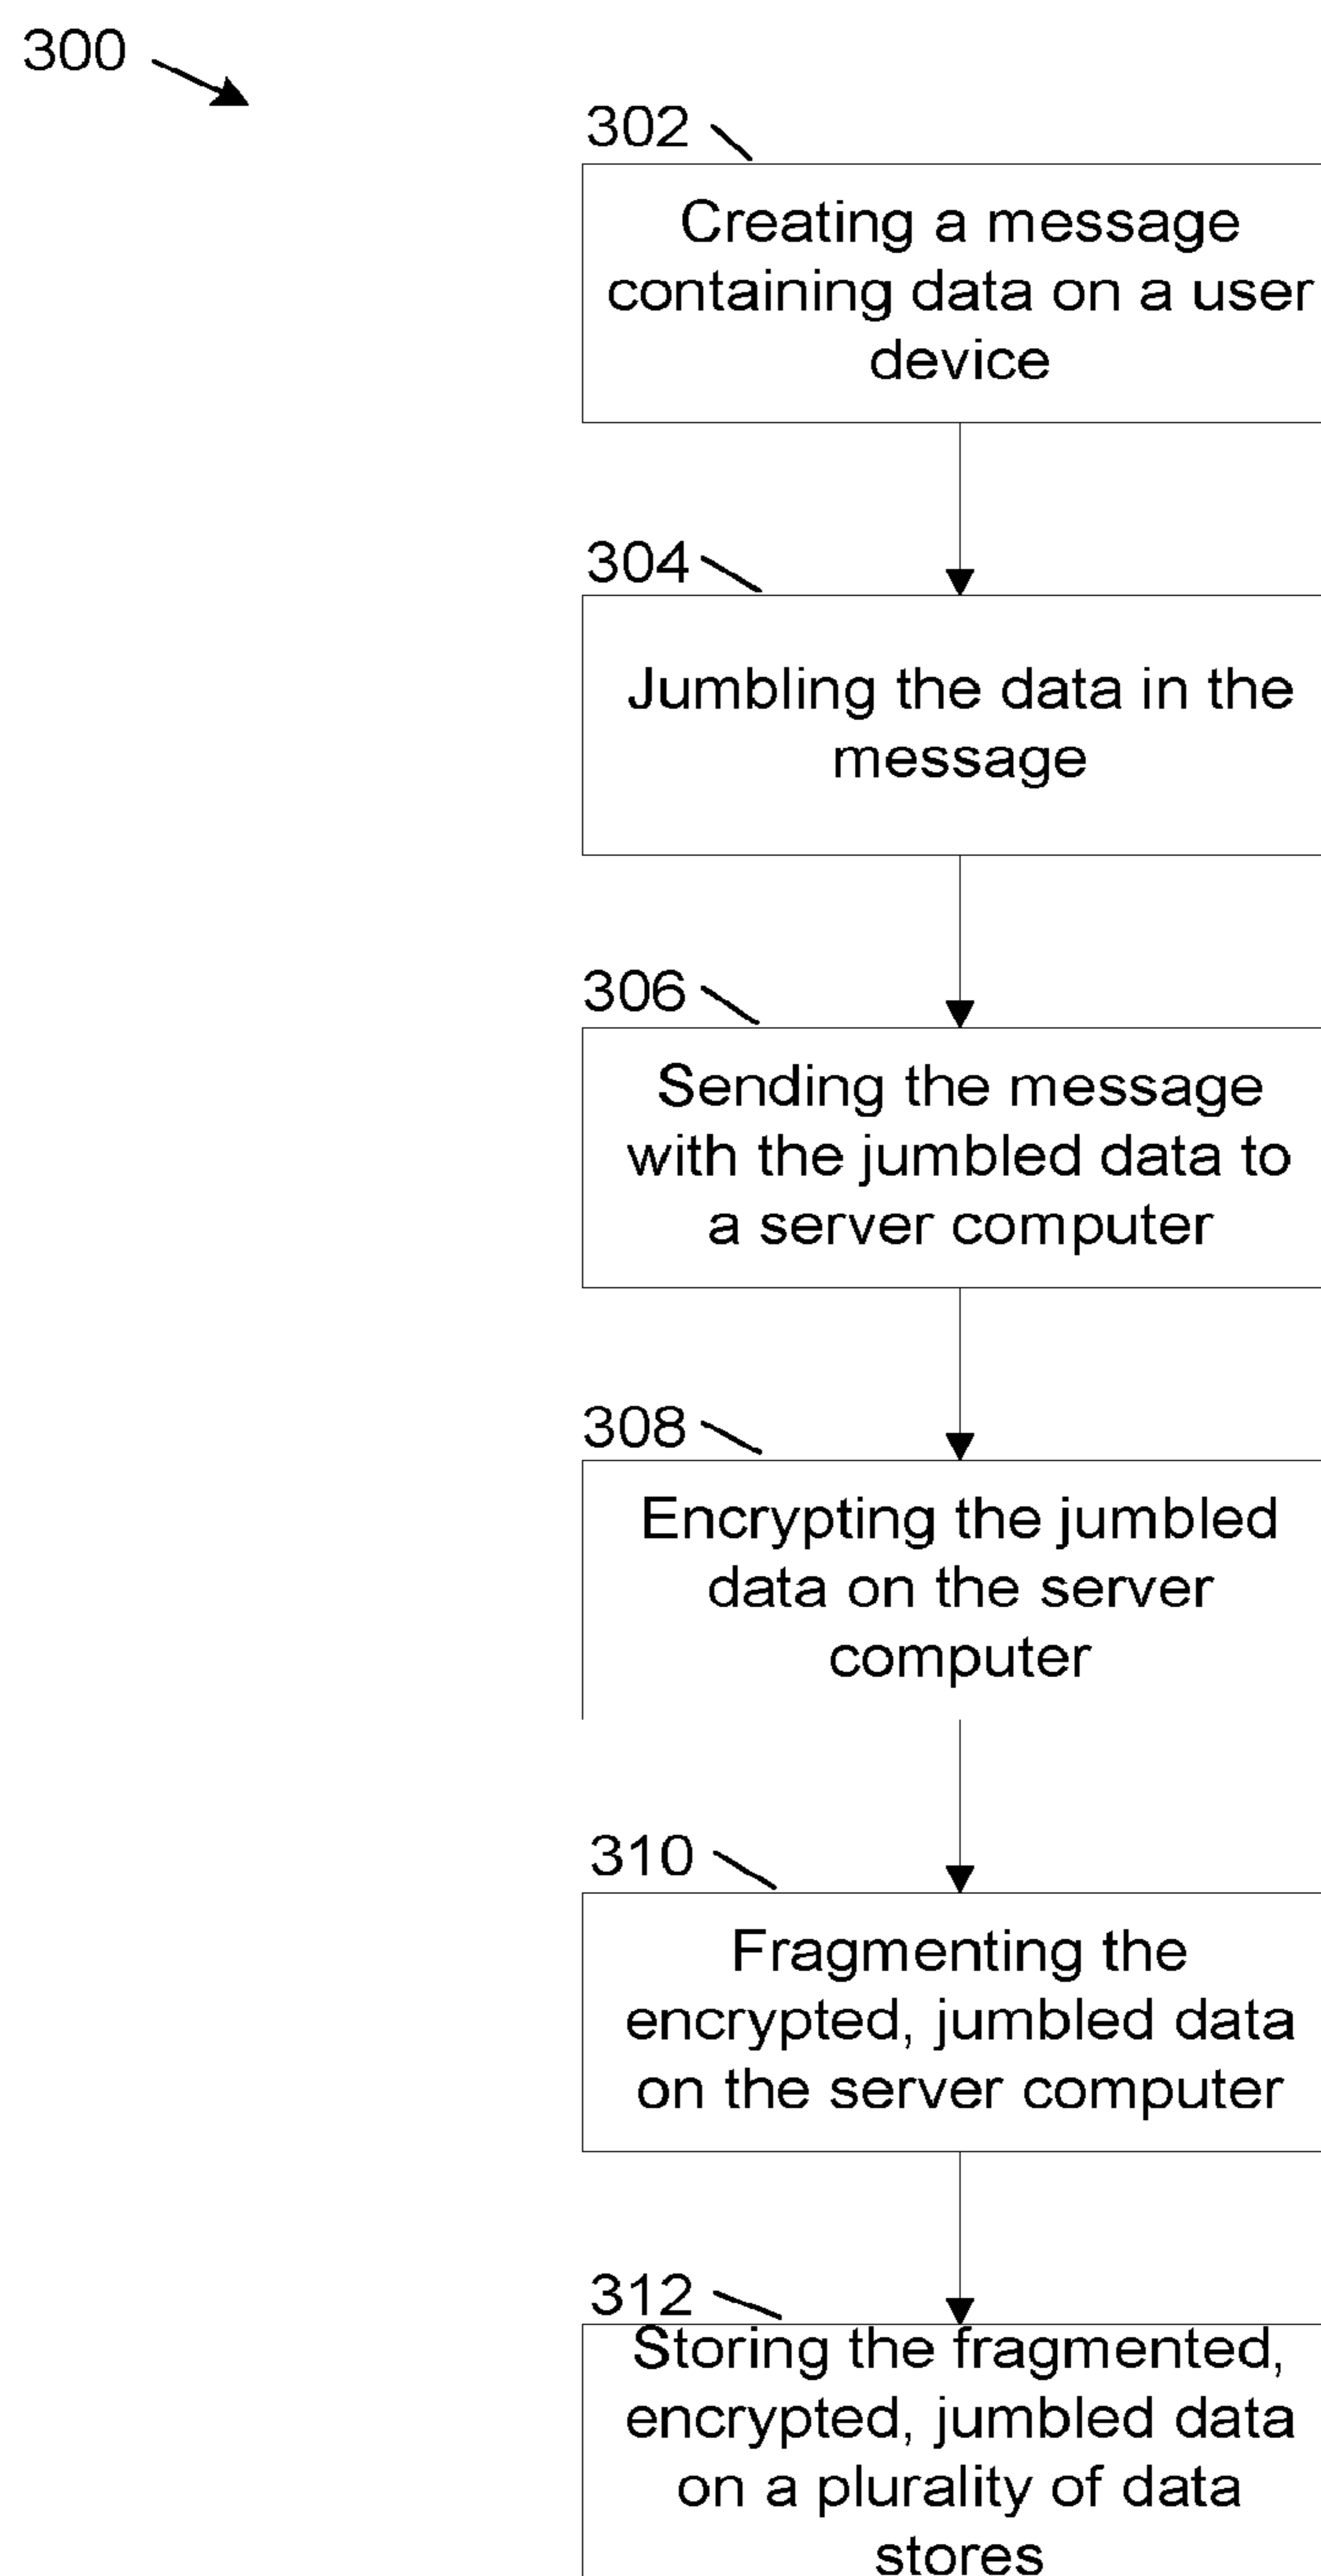 300
302
Creating a message
containing data on a user
device
304
Jumbling the data in the
message
306
Sending the message
with the jumbled data to
a server computer
308
Encrypting the jumbled
data on the server
computer
310
Fragmenting the
encrypted, jumbled data
on the server computer
312
Storing the fragmented,
encrypted, jumbled data
on a plurality of data
stores